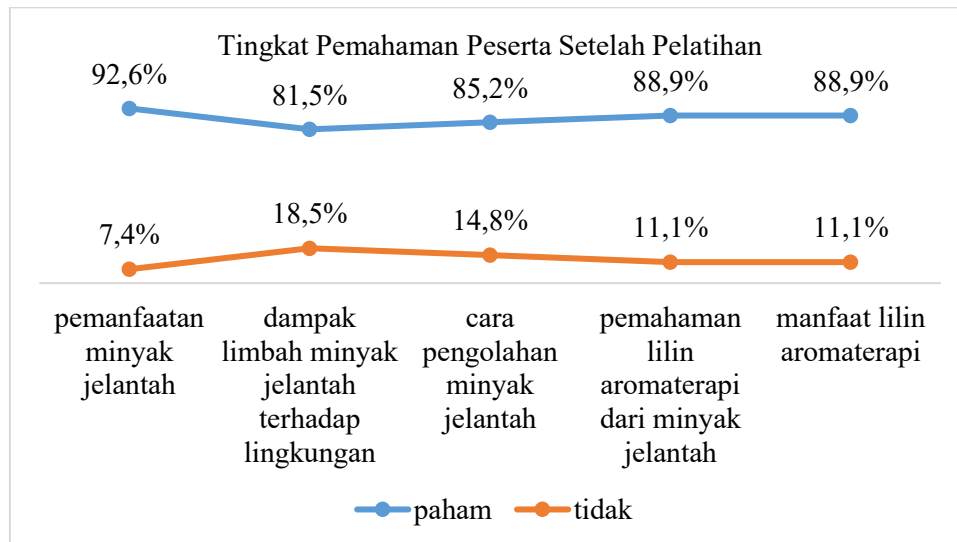 Tingkat Pemahaman Peserta Setelah Pelatihan
92,6%
81,5%
85,2%
88,9%
88,9%
7,4%
18,5%
14,8%
11,1%
11,1%
pemanfaatan
minyak
jelantah
dampak
limbah minyak
jelantah
terhadap
lingkungan
cara
pengolahan
minyak
jelantah
pemahaman
lilin
aromaterapi
dari minyak
jelantah
manfaat lilin
aromaterapi
paham
tidak